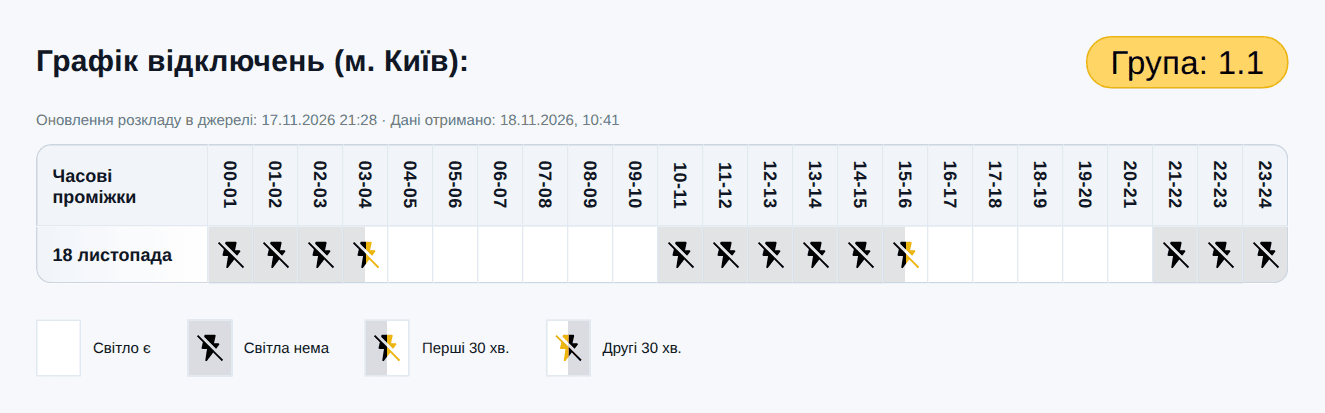 Графік відключень (м. Київ):
Група: 1.1
Оновлення розкладу в джерелі: 17.11.2026 21:28 · Дані отримано: 18.11.2026, 10:41
Часові
проміжки
00-01
01-02
02-03
03-04
04-05
05-06
06-07
07-08
08-09
09-10
10-11
11-12
12-13
13-14
14-15
15-16
16-17
17-18
18-19
19-20
20-21
21-22
22-23
23-24
18 листопада
Світло є
Світла нема
Перші 30 хв.
Другі 30 хв.